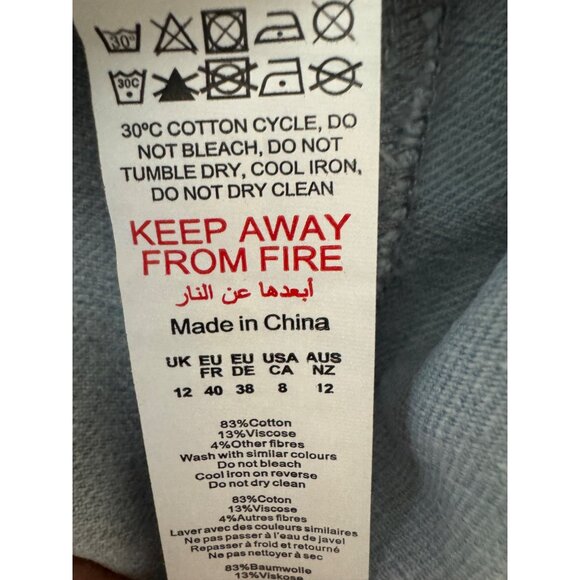 30°
30C
30ºC COTTON CYCLE, DO
NOT BLEACH, DO NOT
TUMBLE DRY, COOL IRON,
DO NOT DRY CLEAN
KEEP AWAY
FROM FIRE
أبعدها عن النار
Made in China
UK EU EU USA AUS
FR DE CA NZ
12 40 38 8 12
83%Cotton
13%Viscose
4%Other fibres
Wash with similar colours
Do not bleach
Cool iron on reverse
Do not dry clean
83%Coton
13%Viscose
4%Autres fibres
Laver avec des couleurs similaires
Ne pas passer à l'eau de javel
Repasser à froid et retourné
Ne pas nettoyer à sec
83%Baumwolle
13%Viskose